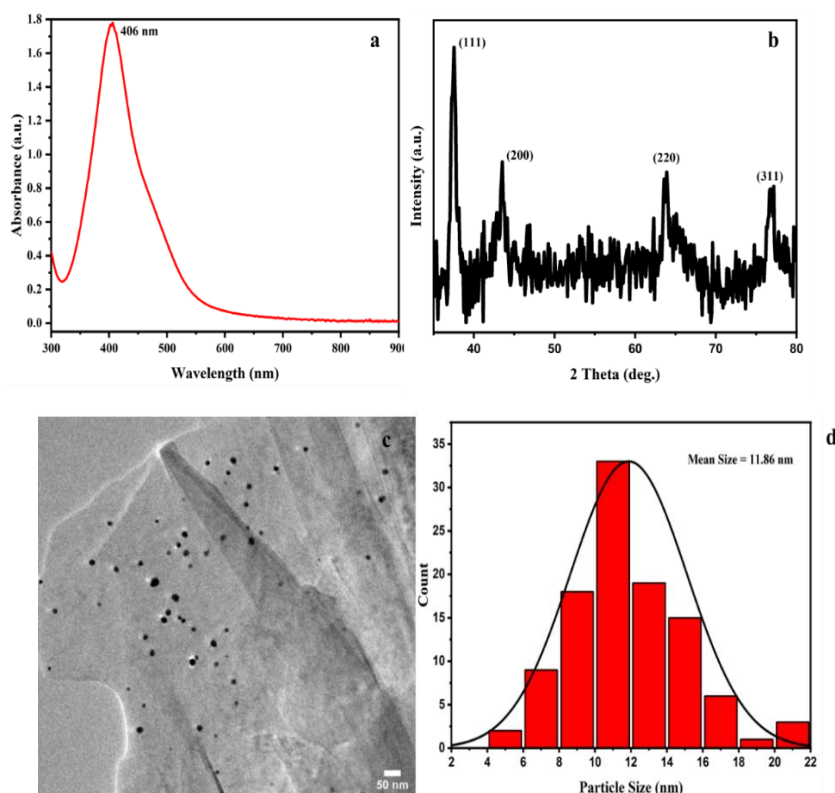 a
406 nm
1.8
1.6
1.4
1.2
1.0
0.8
0.6
0.4
0.2
0.0
Absorbance (a.u.)
300 400 500 600 700 800 900
Wavelength (nm)
b
(111)
(200)
(220)
(311)
Intensity (a.u.)
40 50 60 70 80
2 Theta (deg.)
c
50 nm
d
Mean Size = 11.86 nm
35
30
25
20
15
10
5
0
Count
2 4 6 8 10 12 14 16 18 20 22
Particle Size (nm)